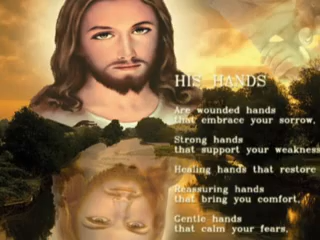 HIS HANDS
Are wounded hands
that embrace your sorrow,
Strong hands
that support your weakness
Healing hands that restore
Reassuring hands
that bring you comfort,
Gentle hands
that calm your fears,